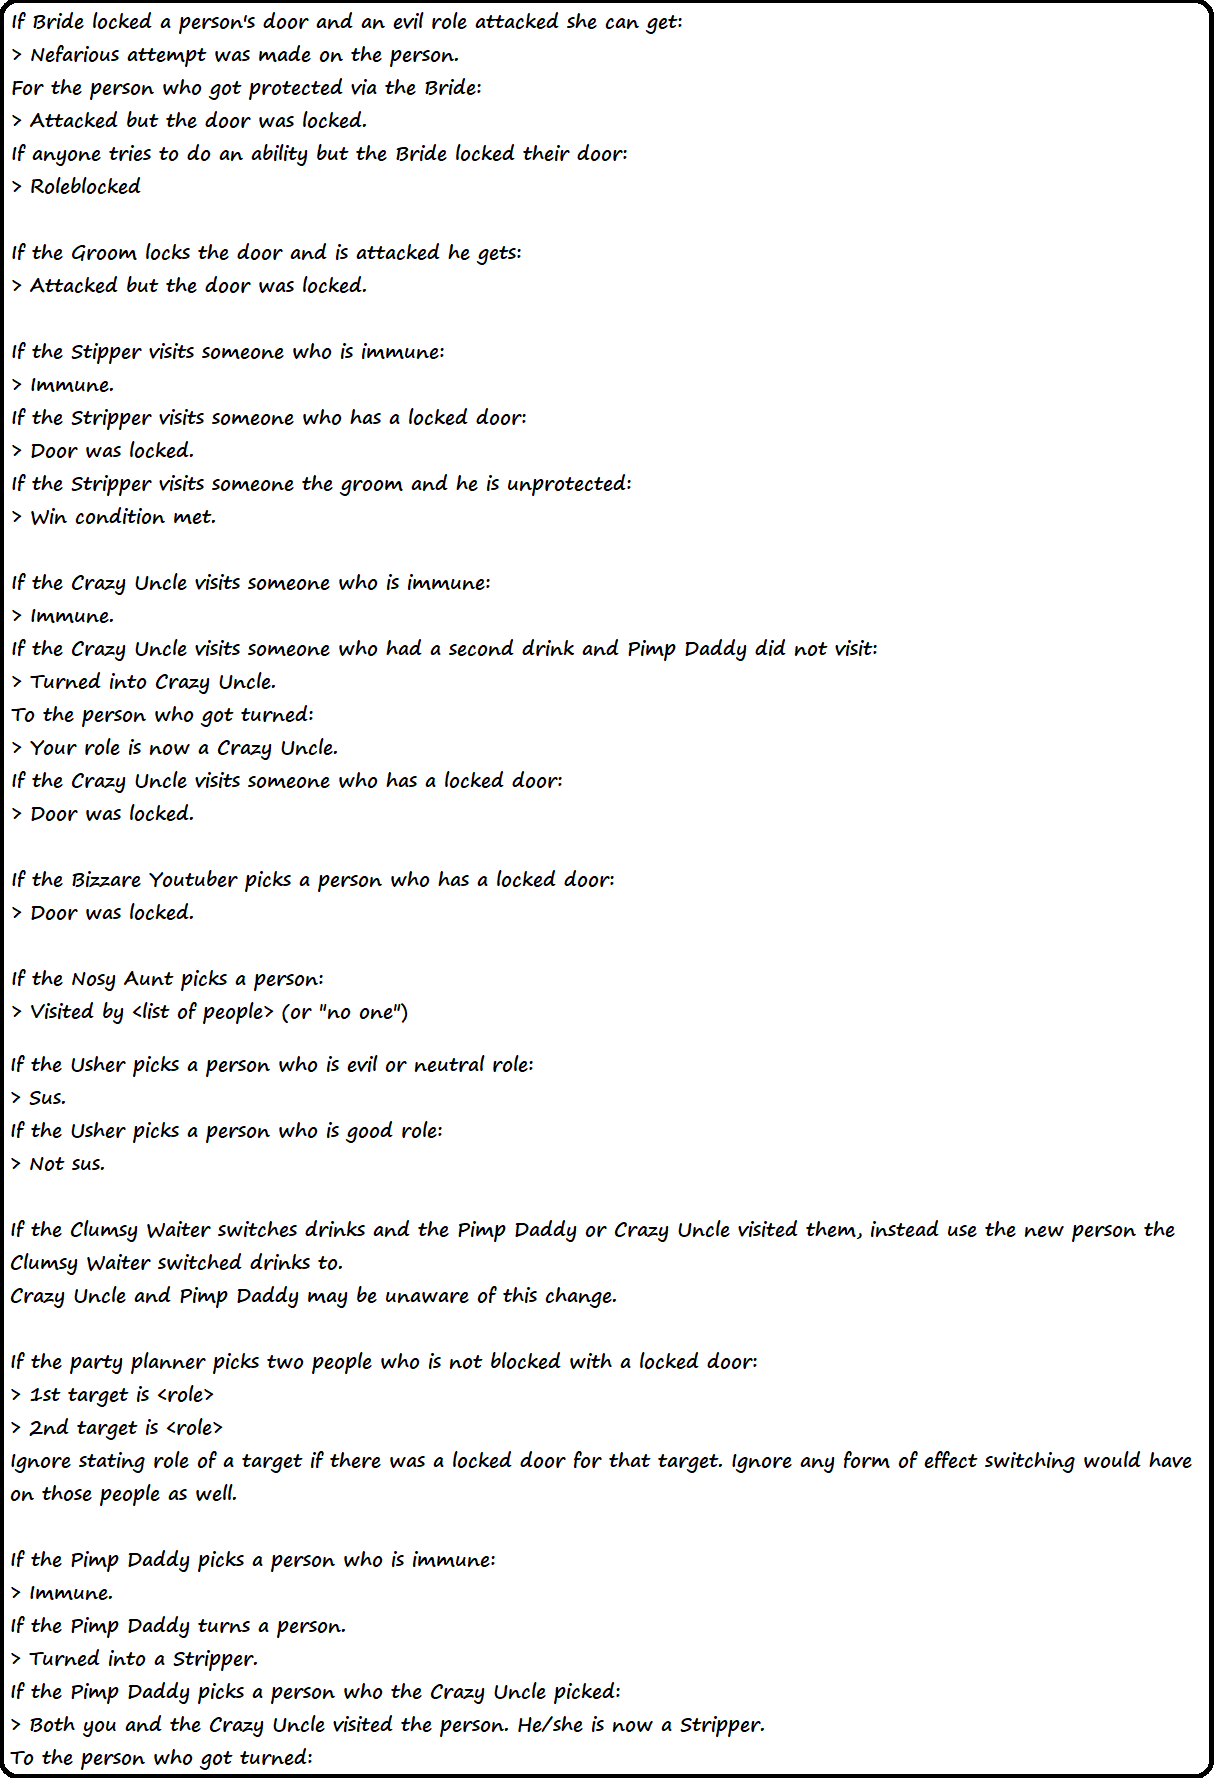 If Bride locked a person's door and an evil role attacked she can get:
> Nefarious attempt was made on the person.
For the person who got protected via the Bride:
> Attacked but the door was locked.
If anyone tries to do an ability but the Bride locked their door:
> Roleblocked
If the Groom locks the door and is attacked he gets:
> Attacked but the door was locked.
If the Stipper visits someone who is immune:
> Immune.
If the Stripper visits someone who has a locked door:
> Door was locked.
If the Stripper visits someone the groom and he is unprotected:
> Win condition met.
If the Crazy Uncle visits someone who is immune:
> Immune.
If the Crazy Uncle visits someone who had a second drink and Pimp Daddy did not visit:
> Turned into Crazy Uncle.
To the person who got turned:
> Your role is now a Crazy Uncle.
If the Crazy Uncle visits someone who has a locked door:
> Door was locked.
If the Bizzare Youtuber picks a person who has a locked door:
> Door was locked.
If the Nosy Aunt picks a person:
> Visited by <list of people> (or "no one")
If the Usher picks a person who is evil or neutral role:
> Sus.
If the Usher picks a person who is good role:
> Not sus.
If the Clumsy Waiter switches drinks and the Pimp Daddy or Crazy Uncle visited them, instead use the new person the
Clumsy Waiter switched drinks to.
Crazy Uncle and Pimp Daddy may be unaware of this change.
If the party planner picks two people who is not blocked with a locked door:
> 1st target is <role>
> 2nd target is <role>
Ignore stating role of a target if there was a locked door for that target. Ignore any form of effect switching would have
on those people as well.
If the Pimp Daddy picks a person who is immune:
> Immune.
If the Pimp Daddy turns a person.
> Turned into a Stripper.
If the Pimp Daddy picks a person who the Crazy Uncle picked:
> Both you and the Crazy Uncle visited the person. He/she is now a Stripper.
To the person who got turned: